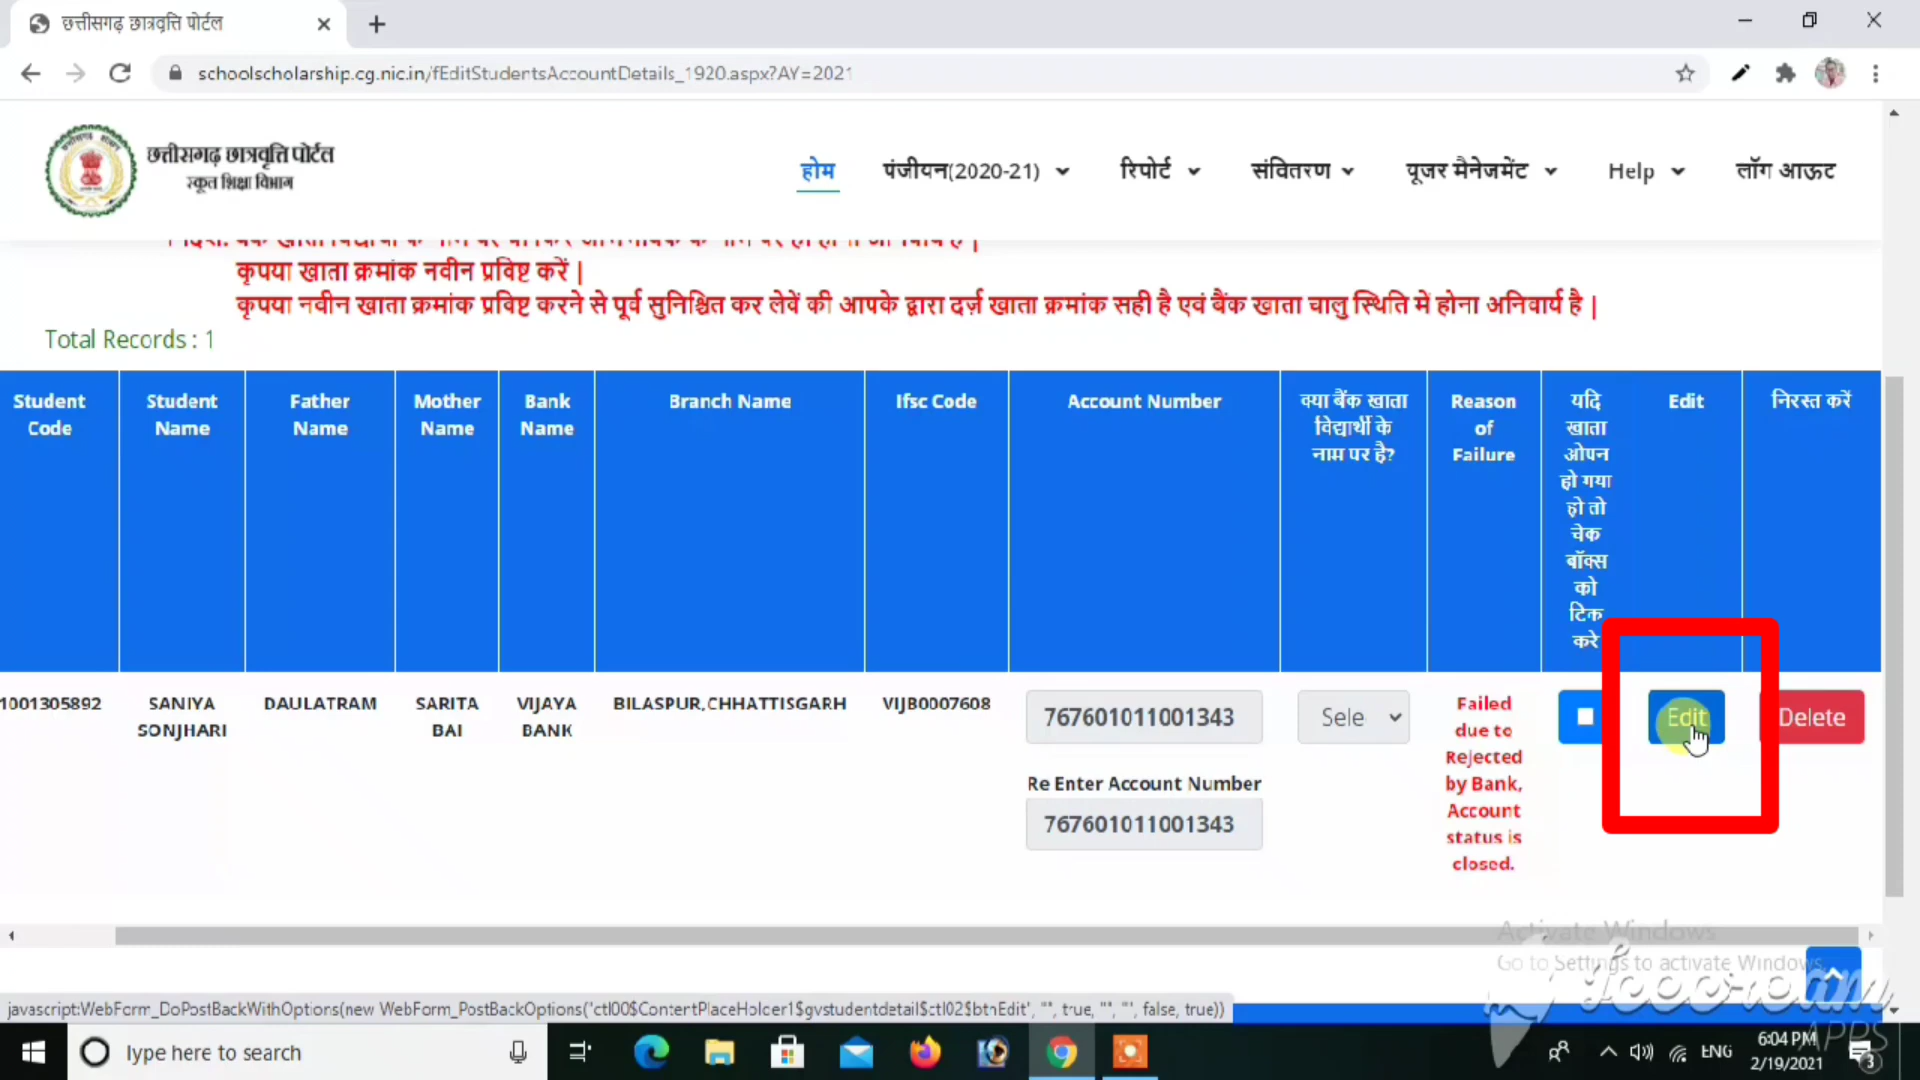 छत्तीसगढ़ छात्रवृत्ति पोर्टल
schoolscholarship.cg.nic.in/fEditStudentsAccountDetails_1920.aspx?AY=2021
छत्तीसगढ़ छात्रवृत्ति पोर्टल
स्कूल शिक्षा विभाग
होम पंजीयन(2020-21) रिपोर्ट संवितरण यूजर मैनेजमेंट Help लॉग आऊट
कृपया खाता क्रमांक नवीन प्रविष्ट करें |
कृपया नवीन खाता क्रमांक प्रविष्ट करने से पूर्व सुनिश्चित कर लेवें की आपके द्वारा दर्ज़ खाता क्रमांक सही है एवं बैंक खाता चालु स्थिति में होना अनिवार्य है |
Total Records : 1
Student Code
Student Name
Father Name
Mother Name
Bank Name
Branch Name
Ifsc Code
Account Number
क्या बैंक खाता
विद्यार्थी के
नाम पर है?
Reason
of
Failure
यदि
खाता
ओपन
हो गया
हो तो
चेक
बॉक्स
को
टिक
करे
Edit
निरस्त करें
1001305892
SANIYA
SONJHARI
DAULATRAM
SARITA
BAI
VIJAYA
BANK
BILASPUR,CHHATTISGARH
VIJB0007608
767601011001343
Re Enter Account Number
767601011001343
Sele
Failed
due to
Rejected
by Bank,
Account
status is
closed.
Edit
Delete
Activate Windows
Go to Settings to activate Windows.
javascript:WebForm_DoPostBackWithOptions(new WebForm_PostBackOptions('ctl00$ContentPlaceHolder1$gvstudentdetail$ctl02$btnEdit', "", true, "", "", false, true))
APPS
Type here to search
ENG
6:04 PM
2/19/2021
3